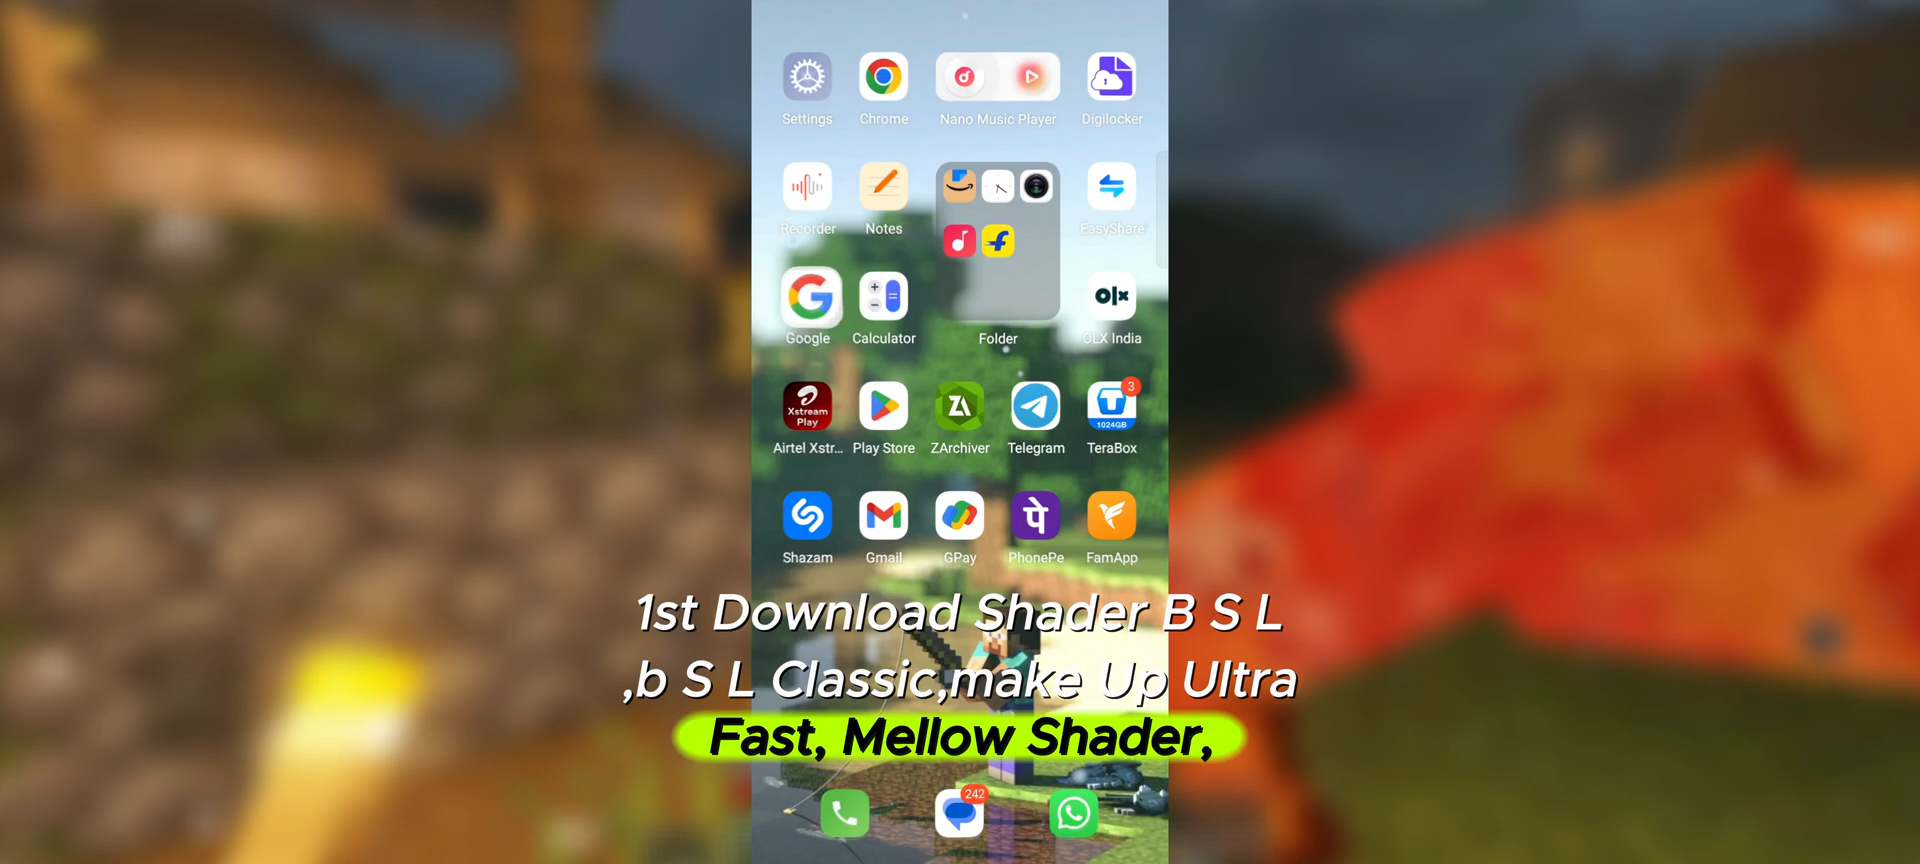 Settings Chrome Nano Music Player Digilocker
Recorder Notes EasyShare
olx
Google Calculator Folder OLX India
Xstream
Play
3
1024GB
Airtel Xstr... Play Store ZArchiver Telegram TeraBox
पे
Shazam Gmail GPay PhonePe FamApp
1st Download Shader B S L
,b S L Classic,make Up Ultra
Fast, Mellow Shader,
242